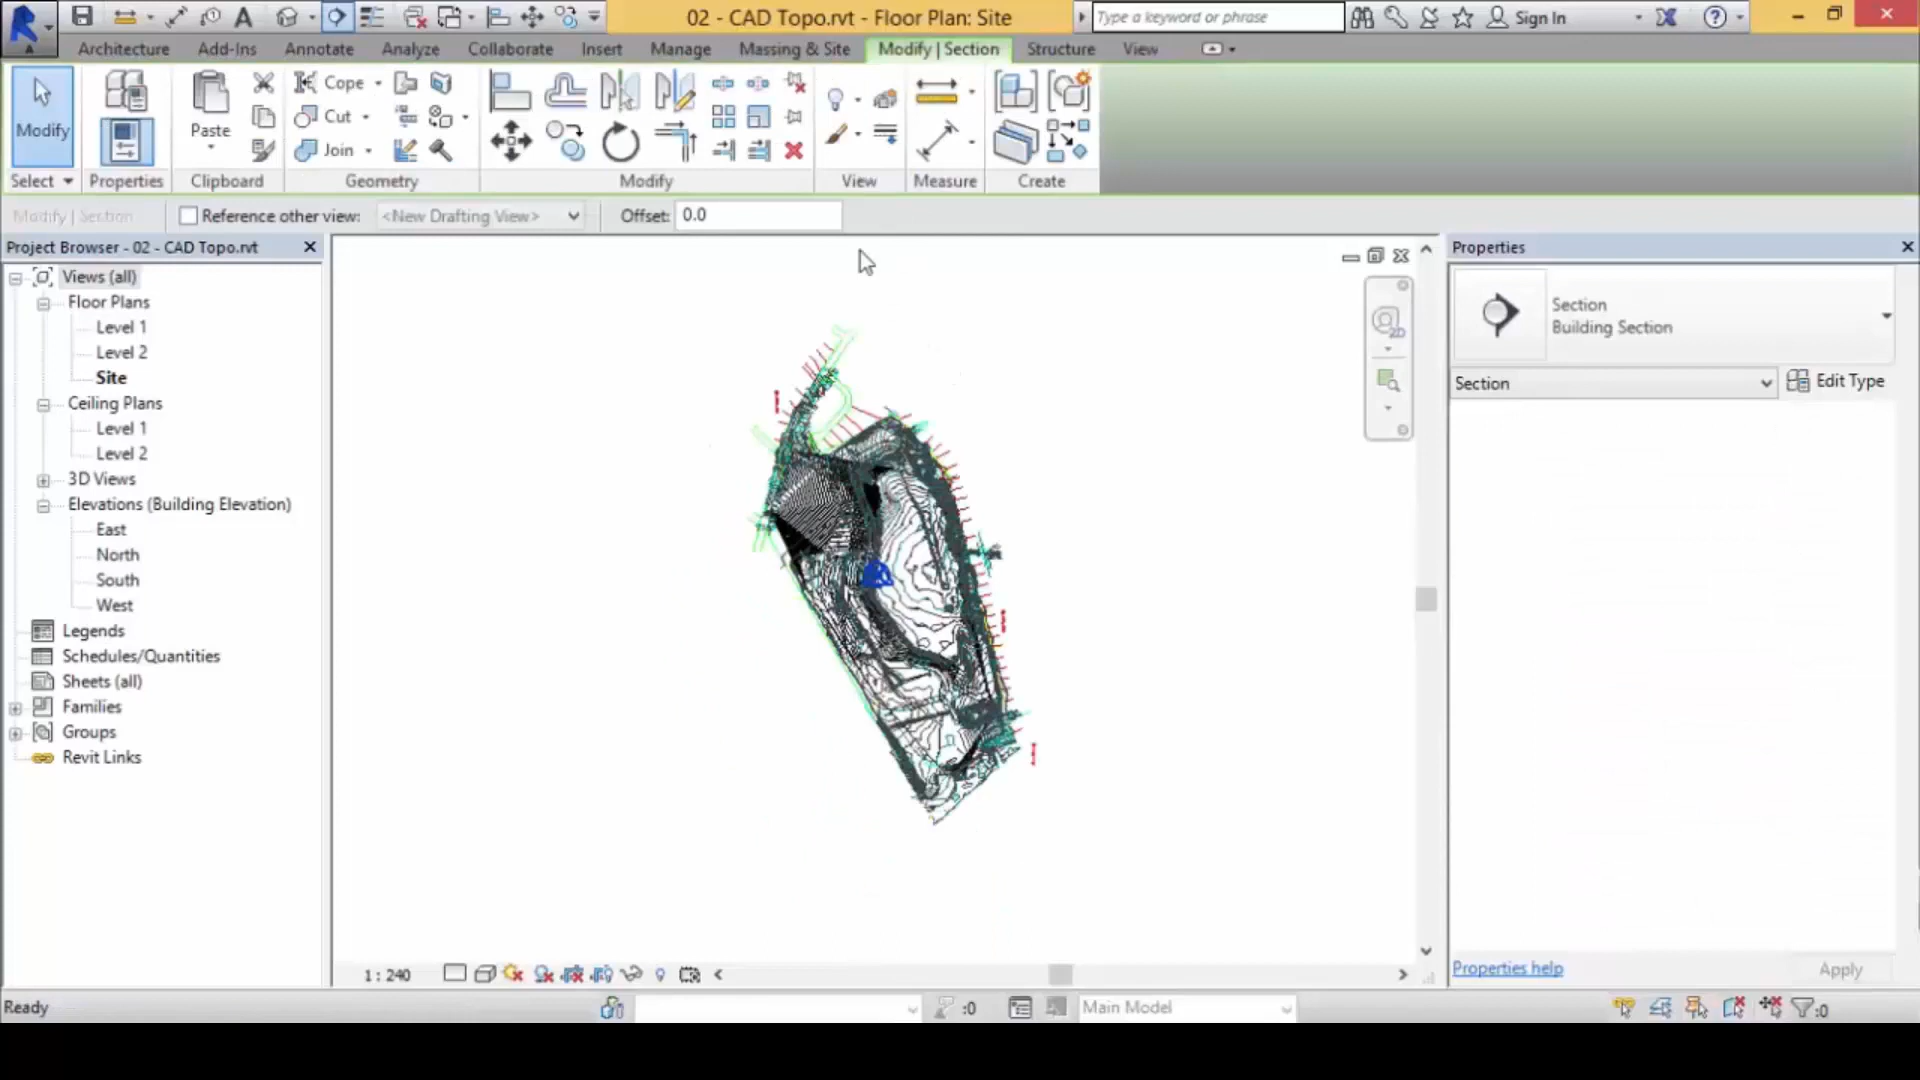 02 - CAD Topo.rvt - Floor Plan: Site
Type a keyword or phrase
Sign In
Architecture
Add-Ins
Annotate
Analyze
Collaborate
Insert
Manage
Massing & Site
Modify | Section
Structure
View
Modify
Paste
Cope
Cut
Join
Select
Properties
Clipboard
Geometry
Modify
View
Measure
Create
Modify | Section
Reference other view:
<New Drafting View>
Offset:
0.0
Project Browser - 02 - CAD Topo.rvt
Views (all)
Floor Plans
Level 1
Level 2
Site
Ceiling Plans
Level 1
Level 2
3D Views
Elevations (Building Elevation)
East
North
South
West
Legends
Schedules/Quantities
Sheets (all)
Families
Groups
Revit Links
2D
Properties
Section
Building Section
Section
Edit Type
Properties help
Apply
1 : 240
Ready
:0
Main Model
:0